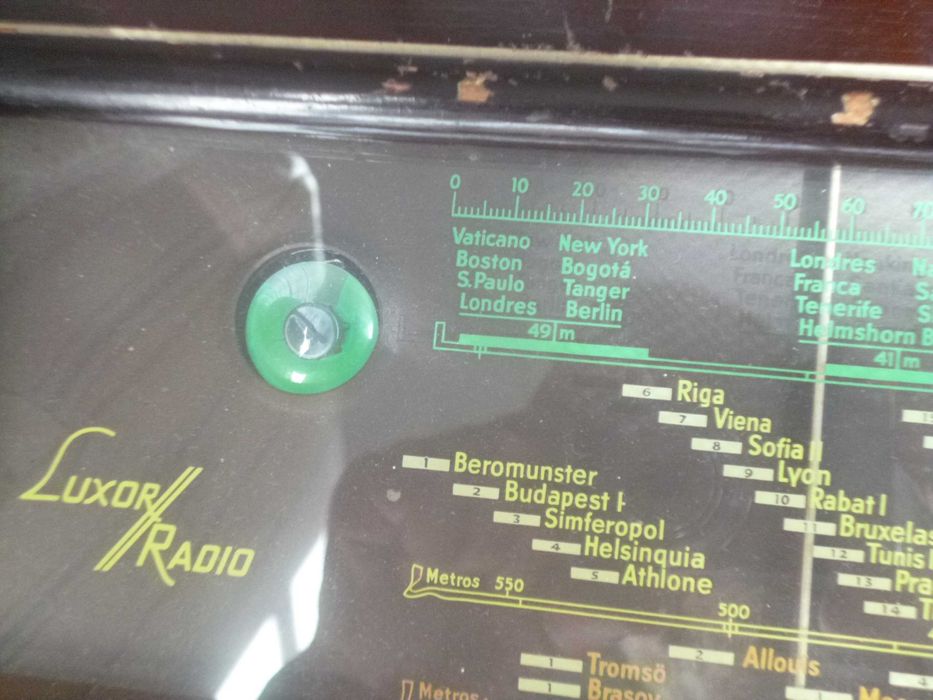 0 10 20 30 40 50 60 70
Vaticano New York Londres
Boston Bogotá Franca
S.Paulo Tanger Tenerife
Londres Berlin Helmshorn
49 m
41 m
6 Riga
7 Viena
8 Sofia II
9 Lyon
1 Beromunster
10 Rabat I
2 Budapest I
11 Bruxelas
3 Simferopol
12 Tunis
4 Helsinquia
13
5 Athlone
14
LUXOR RADIO
Metros 550 500
1 Tromsö 2 Allouis
1 Brasov
Metros